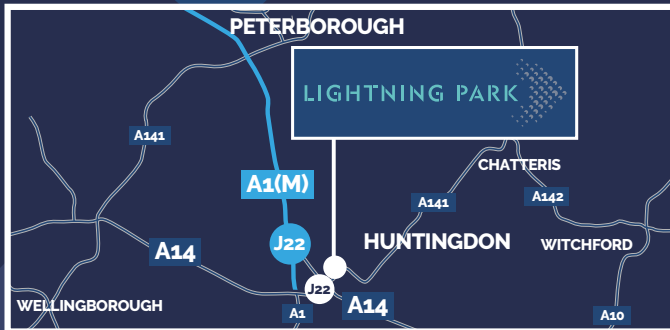 PETERBOROUGH
LIGHTNING PARK
A141
CHATTERIS
A1(M)
A141
A142
J22
HUNTINGDON
WITCHFORD
A14
J22
WELLINGBOROUGH
A1
A14
A10